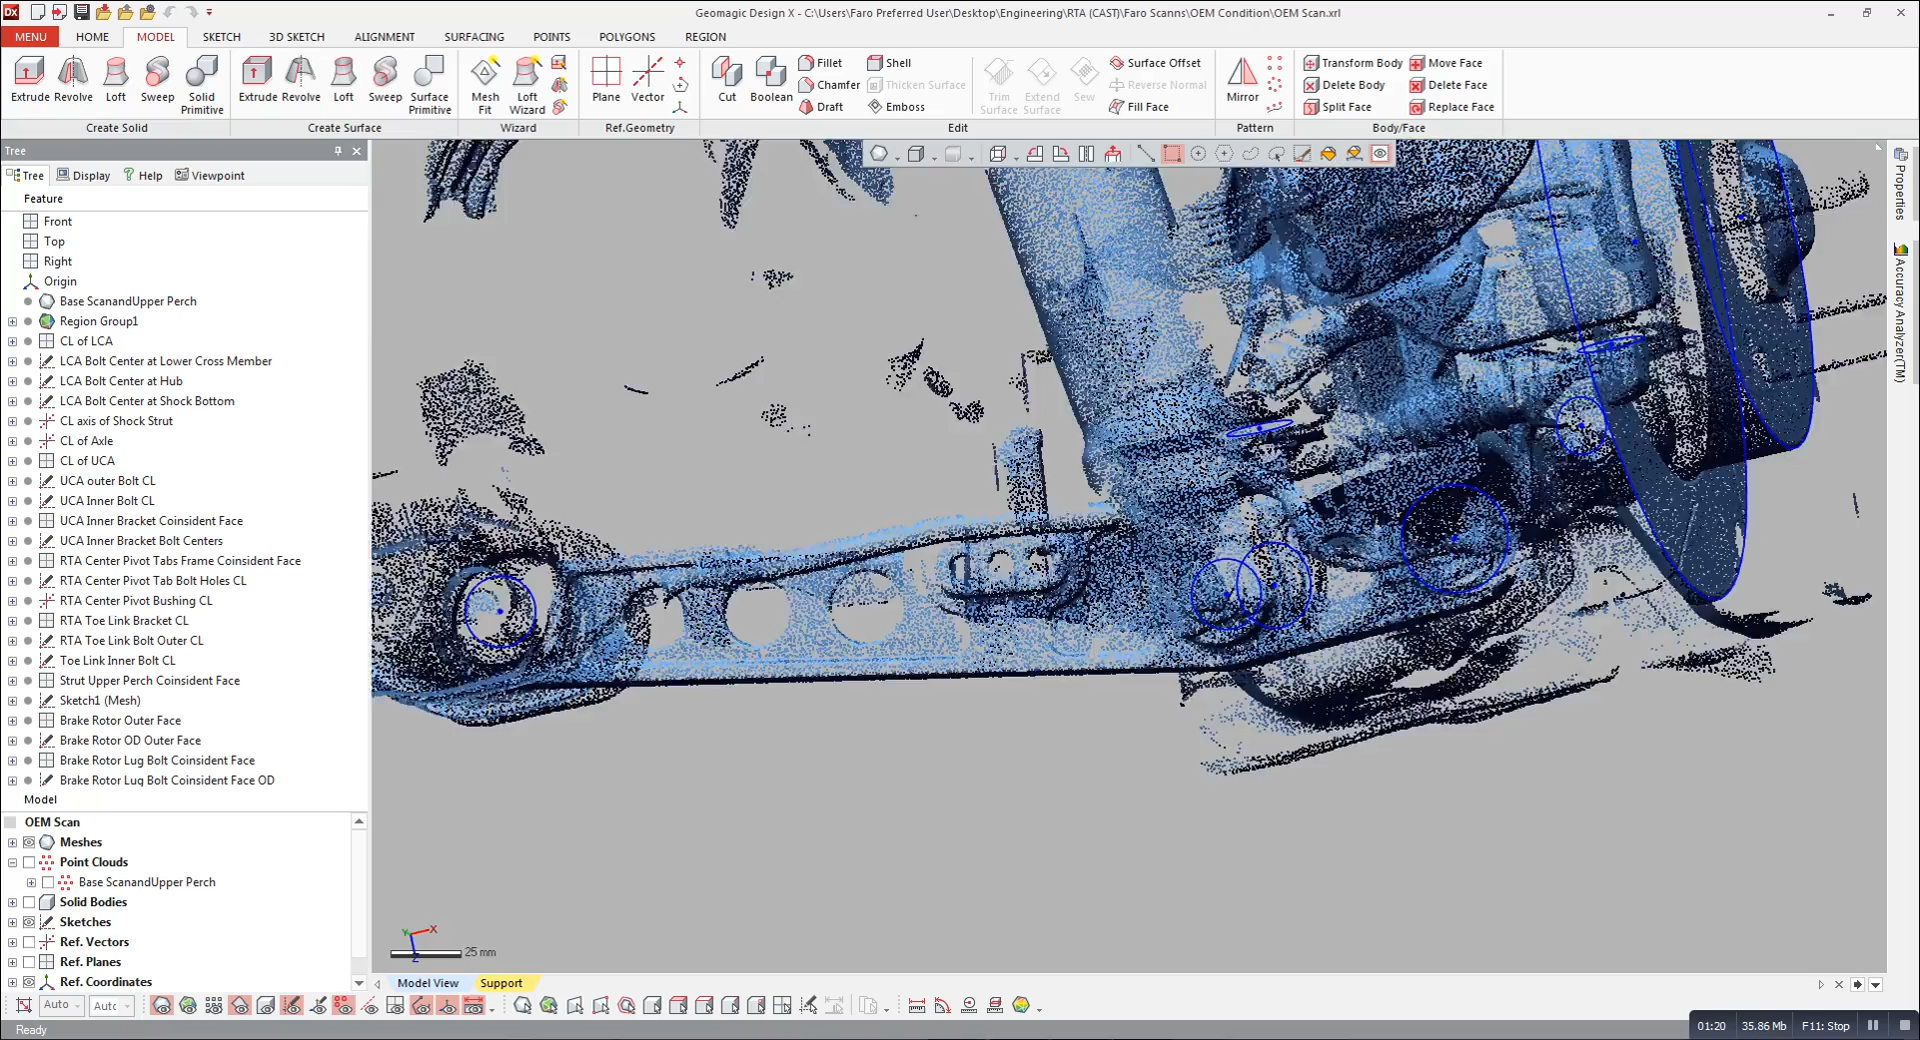 Dx
Geomagic Design X - C:\Users\Faro Preferred User\Desktop\Engineering\RTA (CAST)\Faro Scanns\OEM Condition\OEM Scan.xrl
MENU HOME MODEL SKETCH 3D SKETCH ALIGNMENT SURFACING POINTS POLYGONS REGION
Extrude Revolve Loft Sweep Solid Primitive
Create Solid
Extrude Revolve Loft Sweep Surface Primitive
Create Surface
Mesh Fit Loft Wizard
Wizard
Plane Vector
Ref.Geometry
Cut Boolean
Fillet Shell
Chamfer Thicken Surface
Draft Emboss
Trim Surface Extend Surface Sew
Surface Offset
Reverse Normal
Fill Face
Edit
Mirror
Pattern
Transform Body Move Face
Delete Body Delete Face
Split Face Replace Face
Body/Face
Tree
Tree Display Help Viewpoint
Feature
Front
Top
Right
Origin
Base ScanandUpper Perch
Region Group1
CL of LCA
LCA Bolt Center at Lower Cross Member
LCA Bolt Center at Hub
LCA Bolt Center at Shock Bottom
CL axis of Shock Strut
CL of Axle
CL of UCA
UCA outer Bolt CL
UCA Inner Bolt CL
UCA Inner Bracket Coinsident Face
UCA Inner Bracket Bolt Centers
RTA Center Pivot Tabs Frame Coinsident Face
RTA Center Pivot Tab Bolt Holes CL
RTA Center Pivot Bushing CL
RTA Toe Link Bracket CL
RTA Toe Link Bolt Outer CL
Toe Link Inner Bolt CL
Strut Upper Perch Coinsident Face
Sketch1 (Mesh)
Brake Rotor Outer Face
Brake Rotor OD Outer Face
Brake Rotor Lug Bolt Coinsident Face
Brake Rotor Luq Bolt Coinsident Face OD
Model
OEM Scan
Meshes
Point Clouds
Base ScanandUpper Perch
Solid Bodies
Sketches
Ref. Vectors
Ref. Planes
Ref. Coordinates
Properties
Accuracy Analyzer(TM)
Y X
Z
25 mm
Model View Support
Auto Autc
Ready
01:20 35.86 Mb F11: Stop